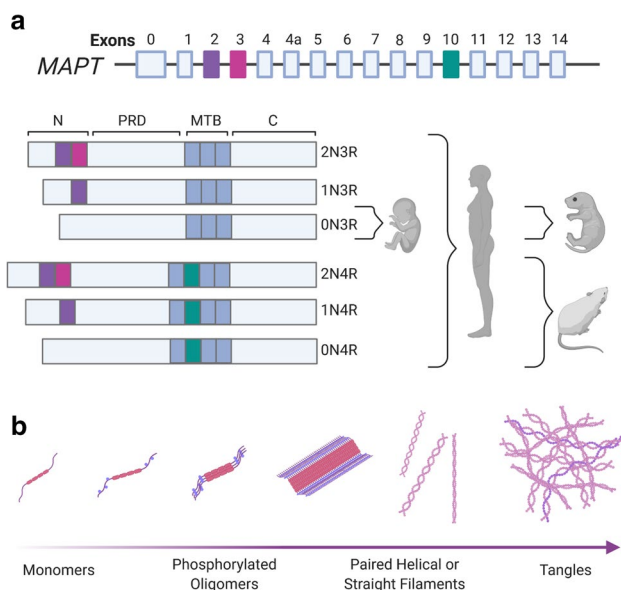 a
Exons 0 1 2 3 4 4a 5 6 7 8 9 10 11 12 13 14
MAPT
N PRD MTB C
2N3R
1N3R
0N3R
2N4R
1N4R
0N4R
b
Monomers
Phosphorylated
Oligomers
Paired Helical or
Straight Filaments
Tangles